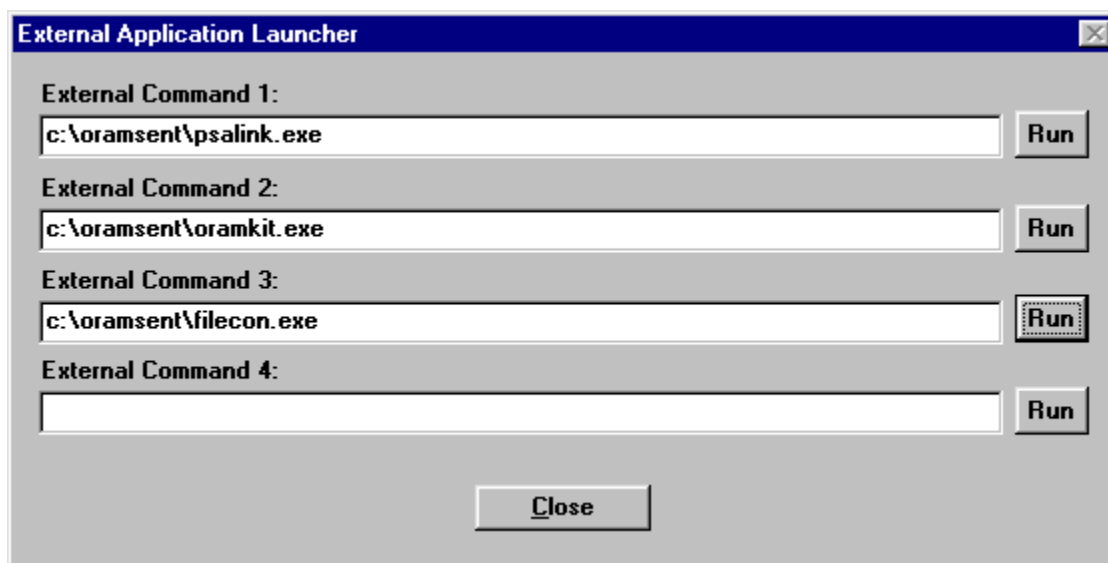 External Application Launcher
External Command 1:
c:\oramsent\psalink.exe Run
External Command 2:
c:\oramsent\oramkit.exe Run
External Command 3:
c:\oramsent\filecon.exe Run
External Command 4:
Run
Close